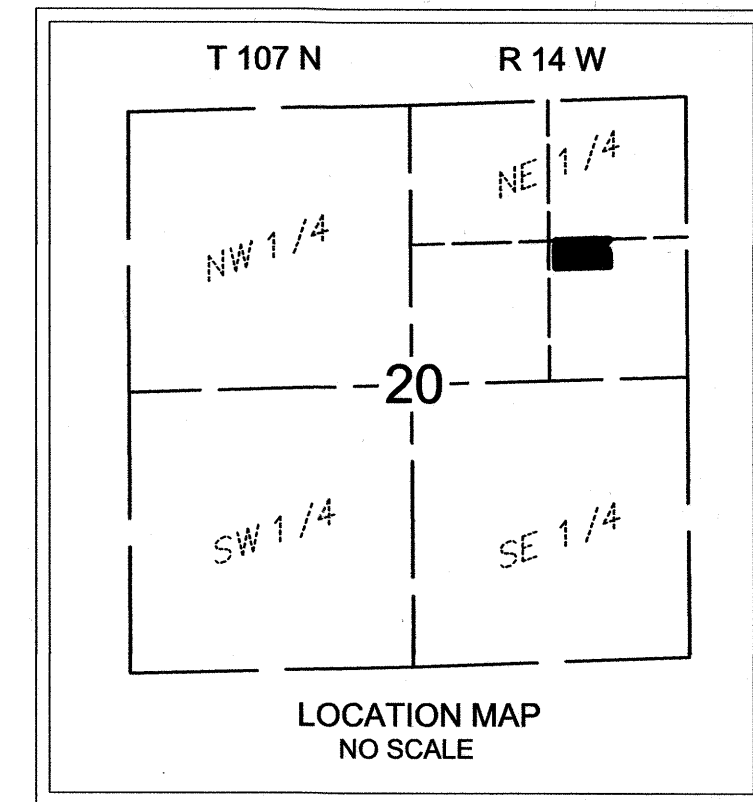 T 107 N R 14 W
NE 1/4
NW 1/4
20
SW 1/4
SE 1/4
LOCATION MAP
NO SCALE